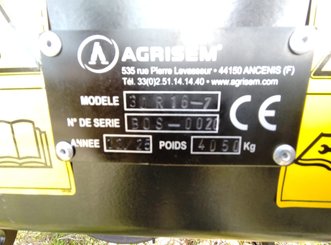 AGRISEM
535 rue Pierre Levasseur • 44150 ANCENIS (F)
Tél. 33(0)2.51.14.14.40 • www.agrisem.com
MODELE
N° DE SERIE BOS-0020
ANNEE POIDS 4050 Kg
CE